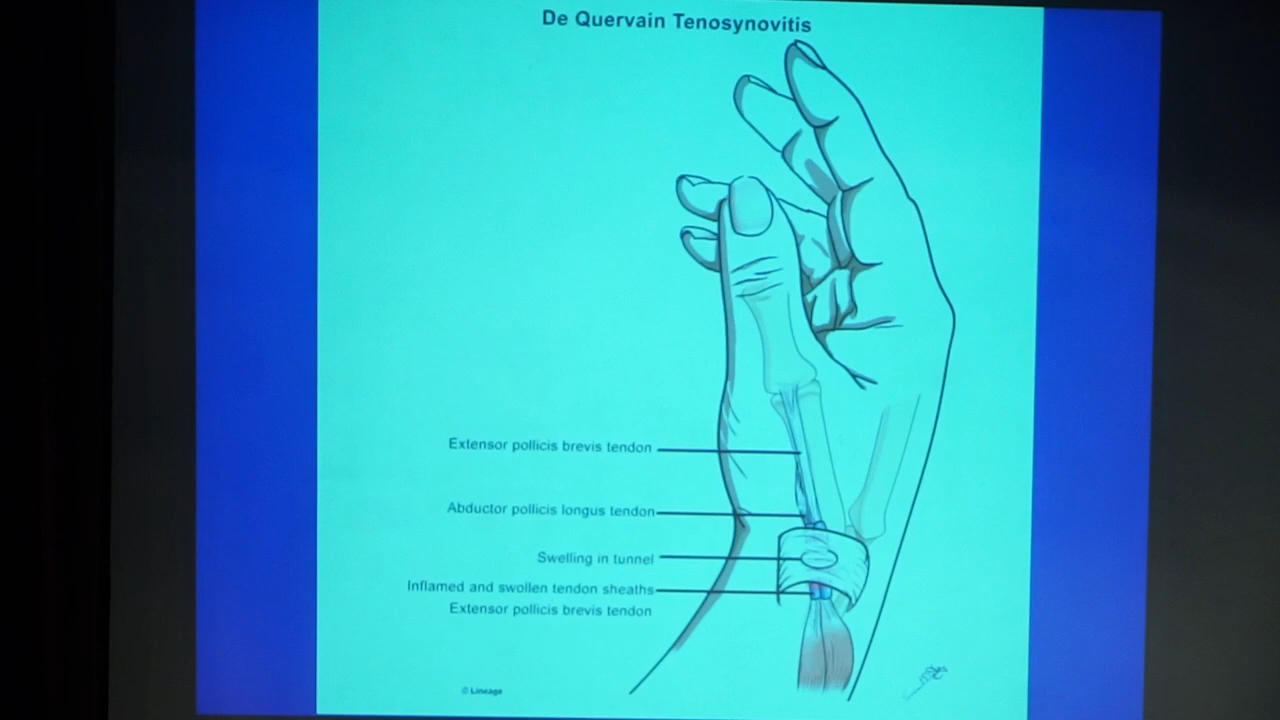 De Quervain Tenosynovitis
Extensor pollicis brevis tendon
Abductor pollicis longus tendon
Swelling in tunnel
Inflamed and swollen tendon sheaths
Extensor pollicis brevis tendon
© Lineage